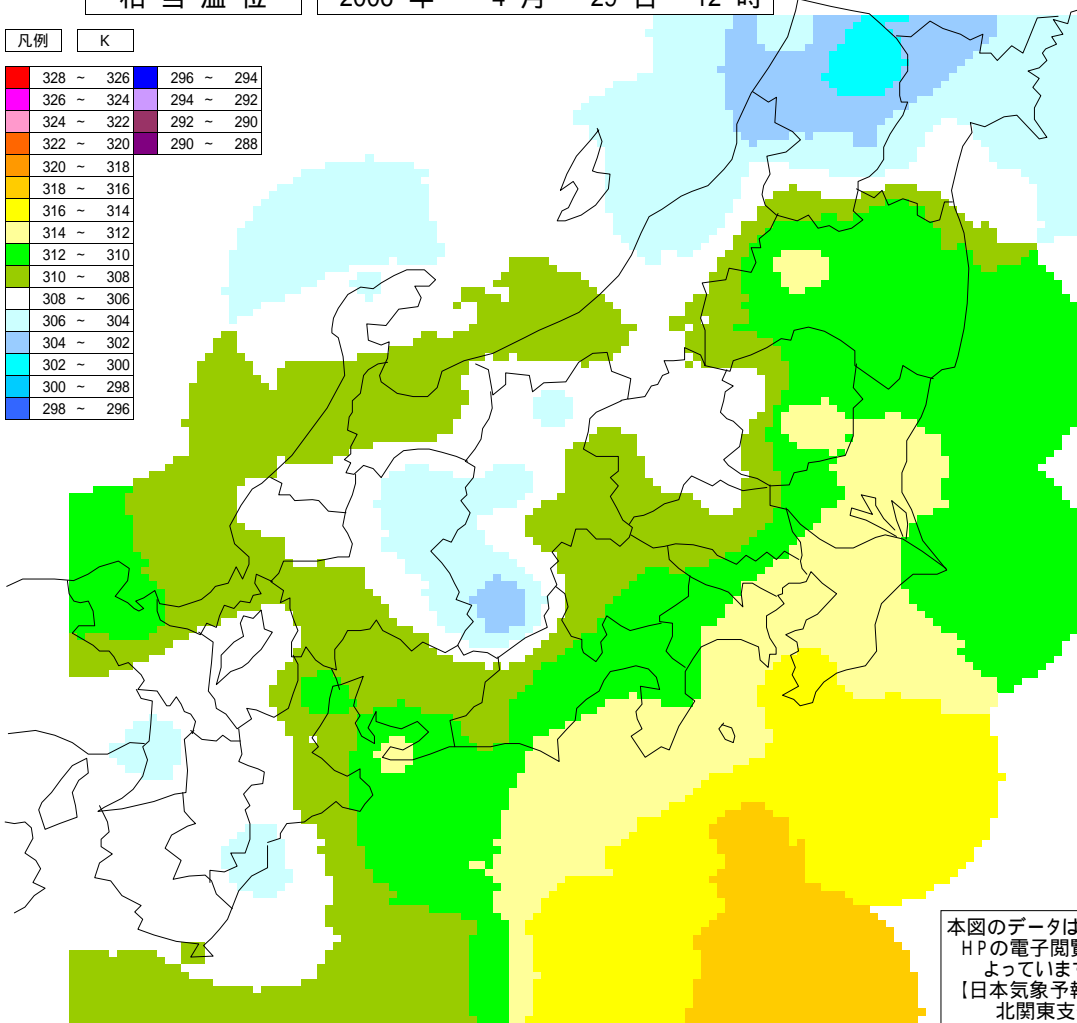 相 当 温 位 2006 年 4 月 29 日 12 時
凡例 K
328 ~ 326 296 ~ 294
326 ~ 324 294 ~ 292
324 ~ 322 292 ~ 290
322 ~ 320 290 ~ 288
320 ~ 318
318 ~ 316
316 ~ 314
314 ~ 312
312 ~ 310
310 ~ 308
308 ~ 306
306 ~ 304
304 ~ 302
302 ~ 300
300 ~ 298
298 ~ 296
本図のデータは
HPの電子閲覧
よっています
【日本気象予報
北関東支